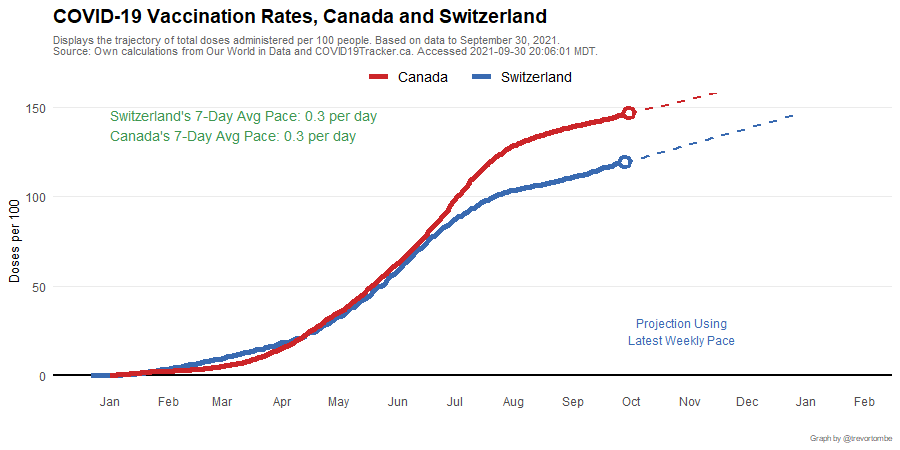 COVID-19 Vaccination Rates, Canada and Switzerland
Displays the trajectory of total doses administered per 100 people. Based on data to September 30, 2021.
Source: Own calculations from Our World in Data and COVID19Tracker.ca. Accessed 2021-09-30 20:06:01 MDT.
Canada Switzerland
Switzerland's 7-Day Avg Pace: 0.3 per day
Canada's 7-Day Avg Pace: 0.3 per day
Doses per 100
150
100
50
0
Projection Using
Latest Weekly Pace
Jan Feb Mar Apr May Jun Jul Aug Sep Oct Nov Dec Jan Feb
Graph by @trevortombe